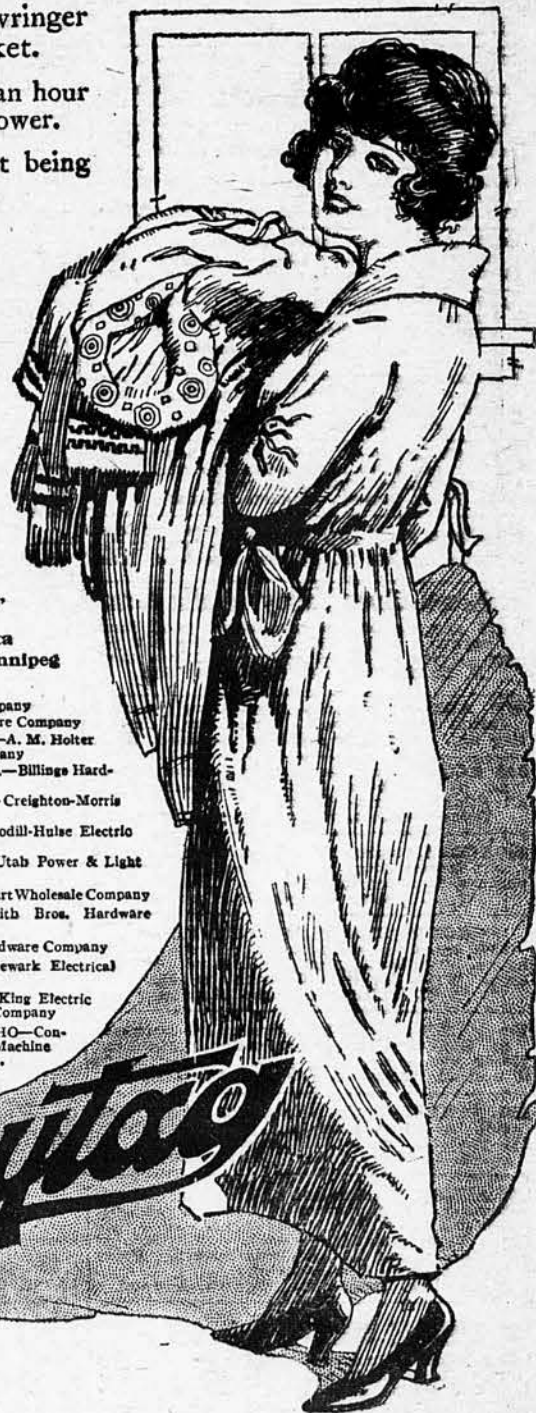 wringer
ket.
an hour
ower.
t being
ta
nnipeg
pany
re Company
-A. M. Holter
any
.—Billings Hard-
Creighton-Morris
odill-Hulse Electric
Utah Power & Light
rt Wholesale Company
ith Bros. Hardware
dware Company
ewark Electrical
King Electric
Company
HO—Con-
Machine
ytag